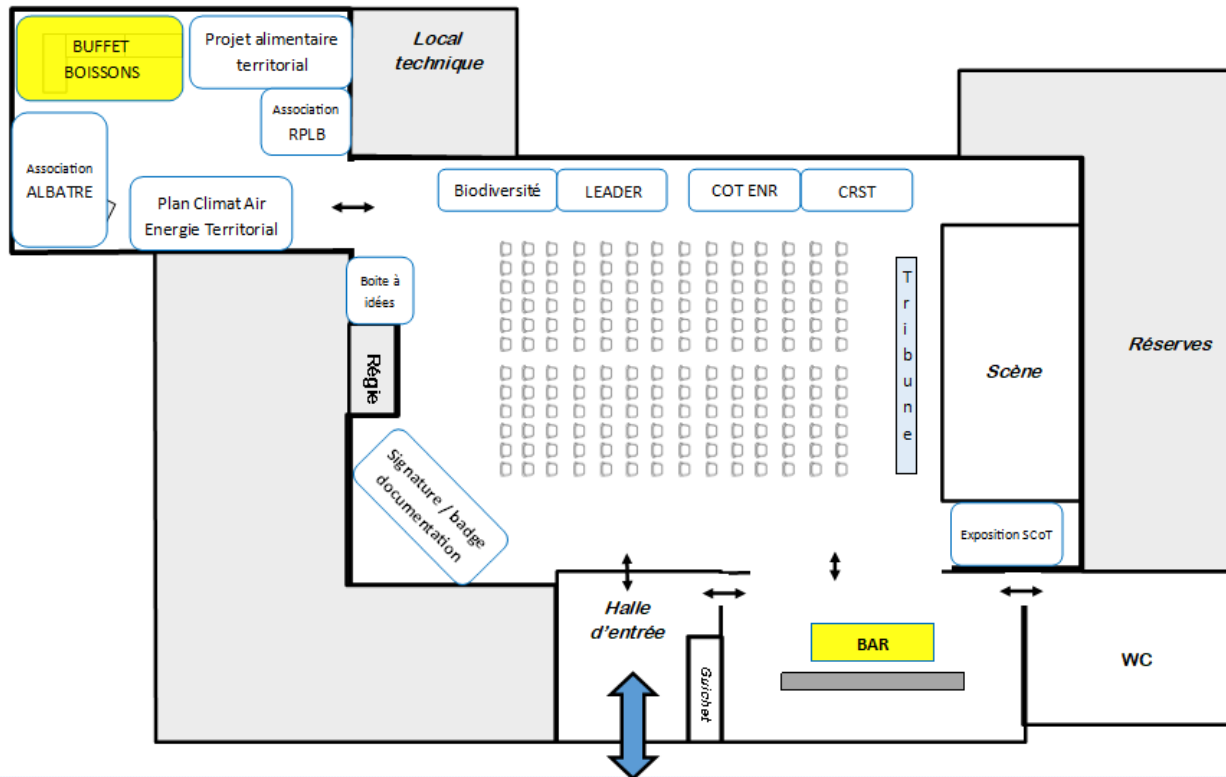 BUFFET
BOISSONS
Projet alimentaire
territorial
Local
technique
Association
RPLB
Association
ALBATRE
Plan Climat Air
Energie Territorial
Biodiversité
LEADER
COT ENR
CRST
Boite à
idées
Régie
Tribune
Scène
Réserves
Signature / badge
documentation
Exposition SCoT
Halle
d'entrée
Guichet
BAR
WC